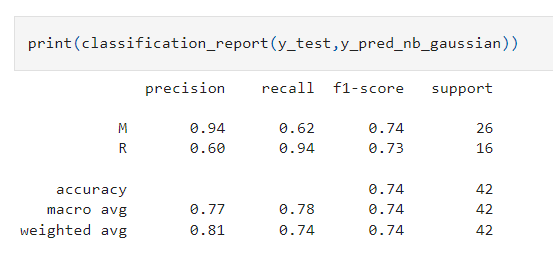 print(classification_report(y_test,y_pred_nb_gaussian))
precision recall f1-score support
M 0.94 0.62 0.74 26
R 0.60 0.94 0.73 16
accuracy 0.74 42
macro avg 0.77 0.78 0.74 42
weighted avg 0.81 0.74 0.74 42